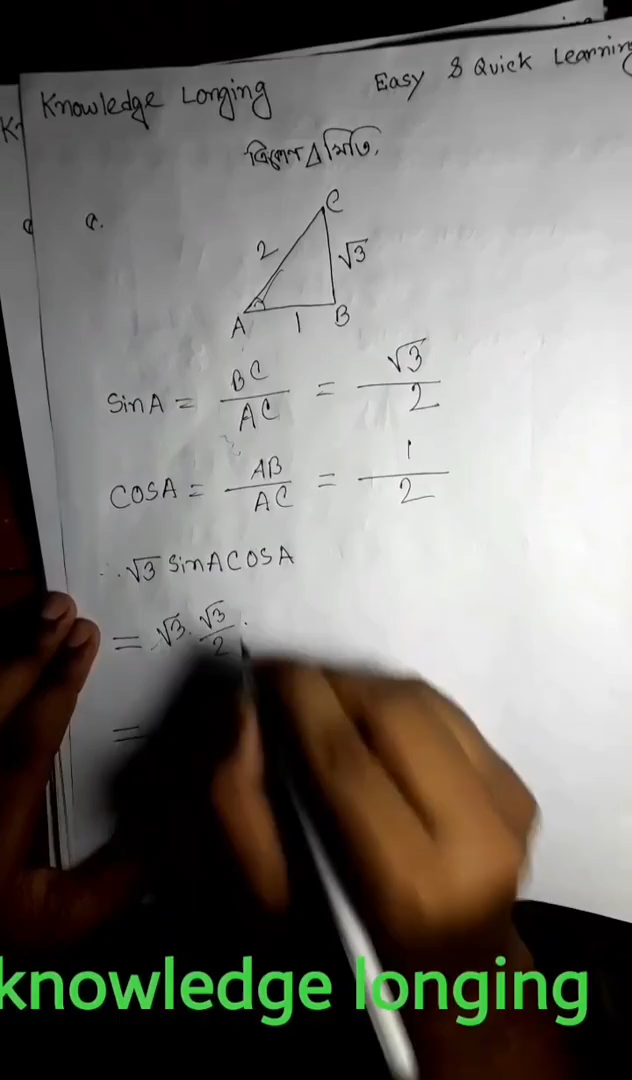 Knowledge Longing
Easy & Quick Learning
a.
C
2
√3
A
1
B
SinA = BC/AC = √3/2
COSA = AB/AC = 1/2
∴ √3 SinACOSA
= √3. √3/2 .
=
knowledge longing